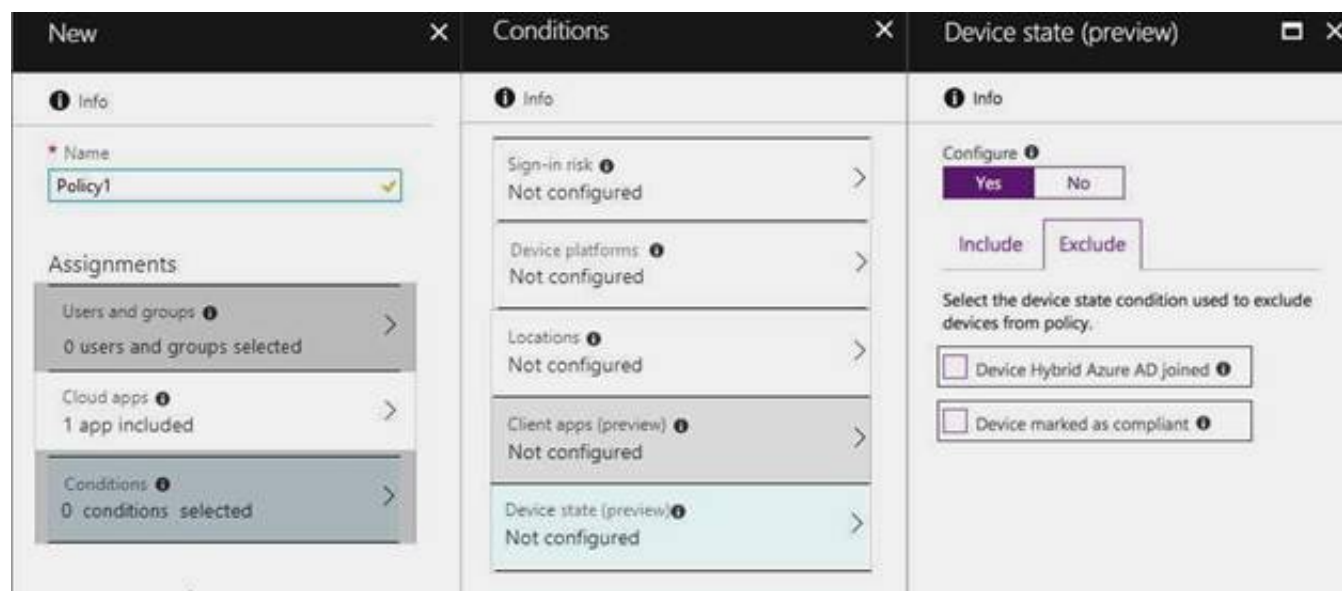 New
Info
* Name
Policy1
Assignments
Users and groups
0 users and groups selected
Cloud apps
1 app included
Conditions
0 conditions selected
Conditions
Info
Sign-in risk
Not configured
Device platforms
Not configured
Locations
Not configured
Client apps (preview)
Not configured
Device state (preview)
Not configured
Device state (preview)
Info
Configure
Yes No
Include Exclude
Select the device state condition used to exclude
devices from policy.
Device Hybrid Azure AD joined
Device marked as compliant